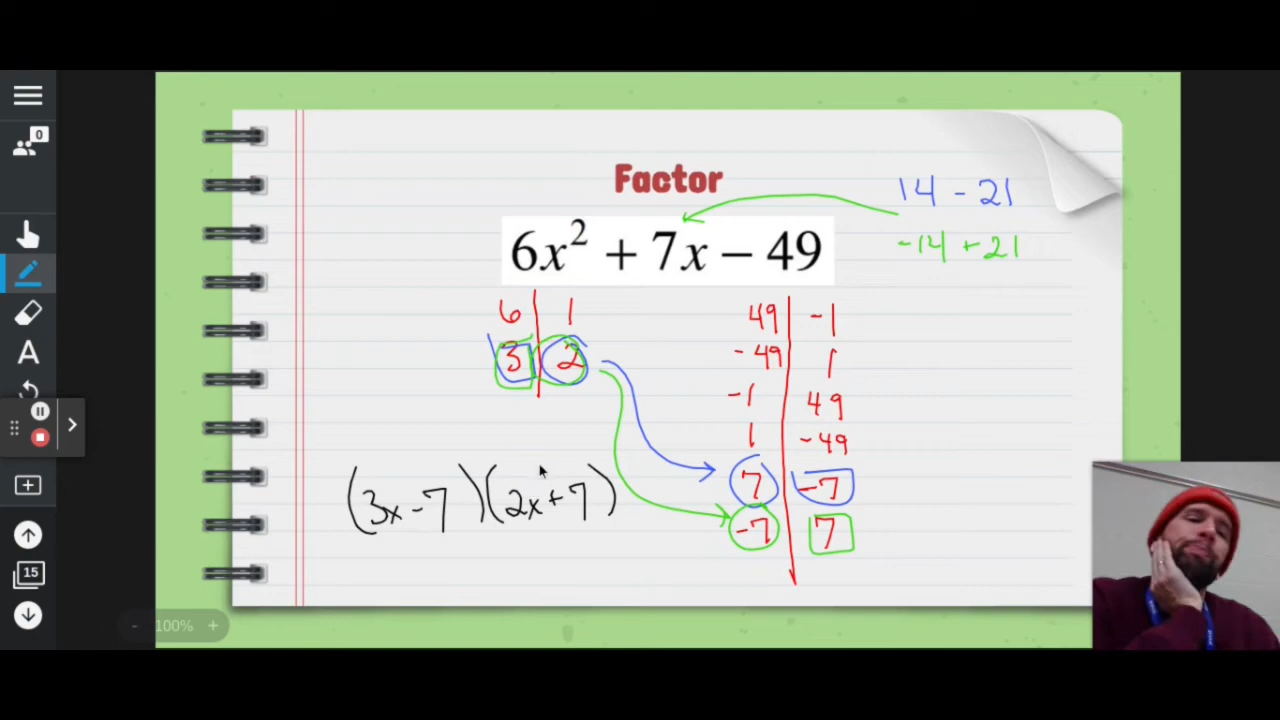 0
Factor
14 - 21
-14 + 21
6x² + 7x − 49
6 1
3 2
49 -1
-49 1
-1 49
1 -49
7 -7
-7 7
(3x - 7)(2x + 7)
A
15
- 100% +